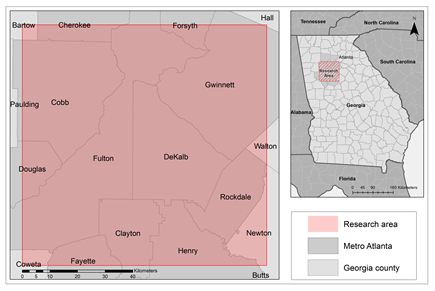 Bartow
Cherokee
Forsyth
Hall
Gwinnett
Paulding
Cobb
Walton
Douglas
Fulton
DeKalb
Rockdale
Clayton
Newton
Henry
Coweta
Fayette
Butts
0 5 10 20 30 40
Kilometers
Tennessee
North Carolina
N
South Carolina
Atlanta
Research
Area
Georgia
Alabama
Florida
0 45 90 180 Kilometers
Research area
Metro Atlanta
Georgia county